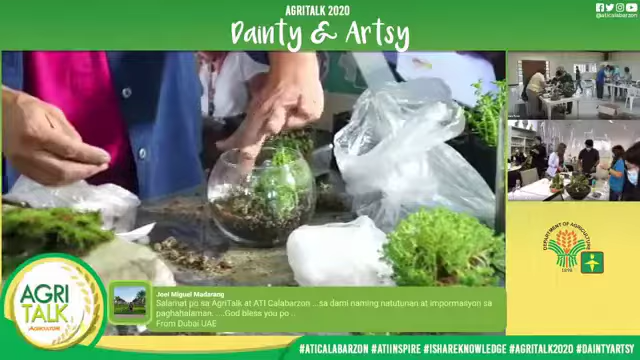 AGRITALK 2020
Dainty & Artsy
@aticalabarzon
AGRI
TALK
AGRICULTURE
Joel Miguel Madarang
Salamat po sa AgriTalk at ATI Calabarzon ...sa dami naming natutunan at impormasyon sa
paghahalaman. ....God bless you po ..
From Dubai UAE
DEPARTMENT OF AGRICULTURE
1898
#ATICALABARZON #ATIINSPIRE #ISHAREKNOWLEDGE #AGRITALK2020 #DAINTYARTSY